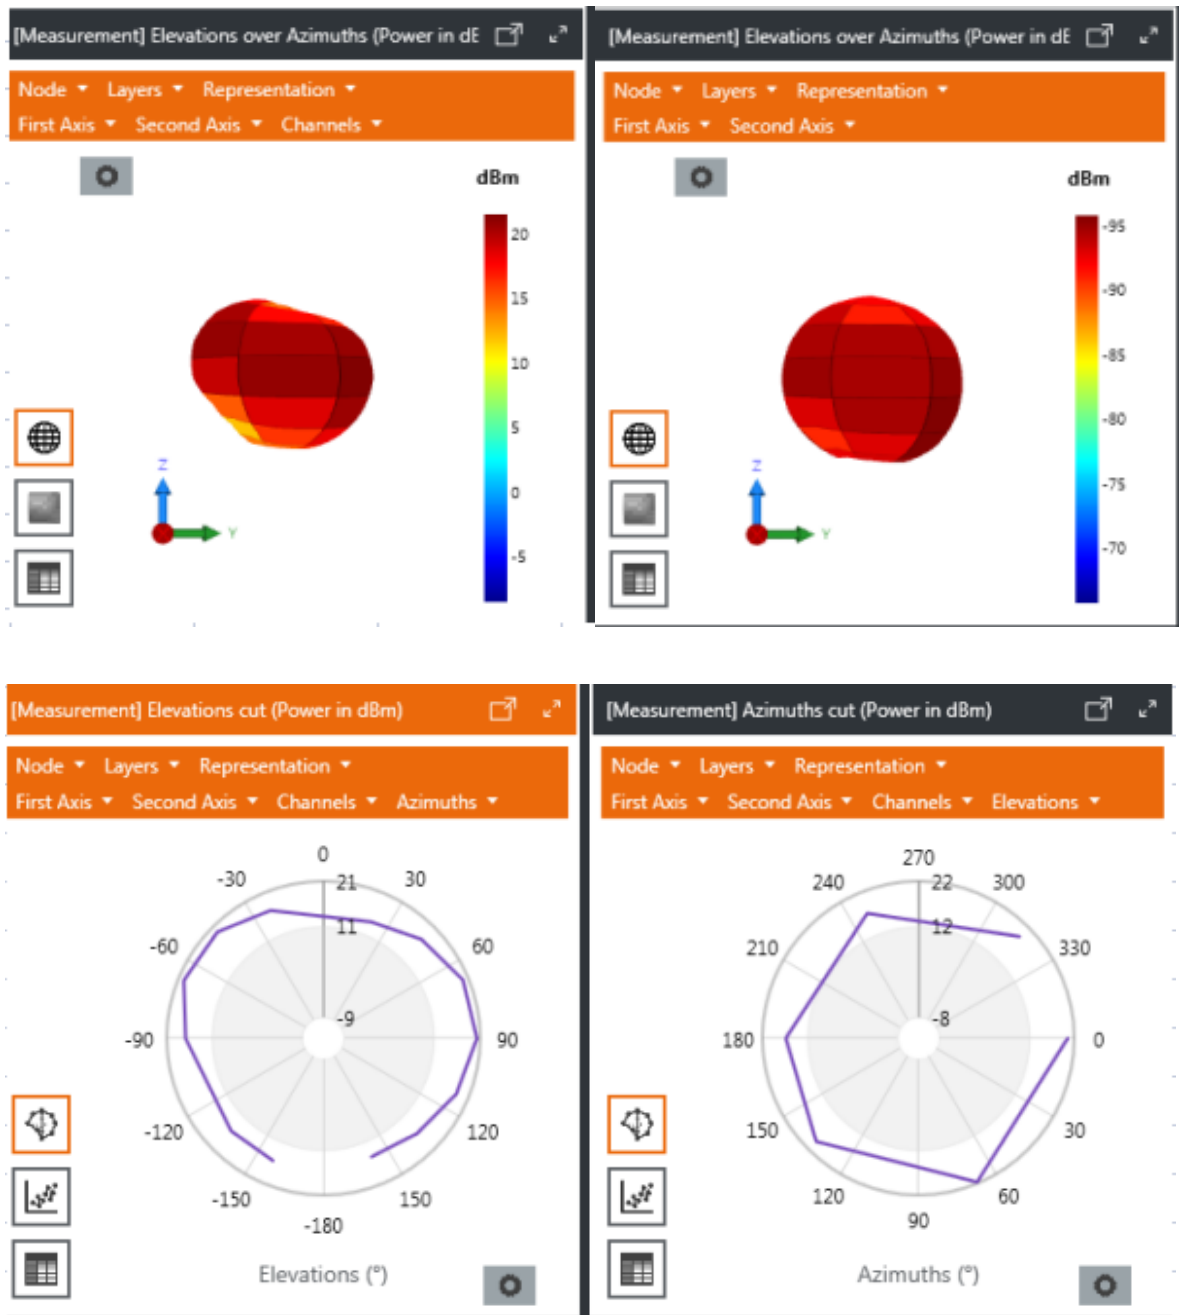 [Measurement] Elevations over Azimuths (Power in dE
Node Layers Representation
First Axis Second Axis Channels
dBm
20
15
10
5
0
-5
Z
Y
[Measurement] Elevations over Azimuths (Power in dE
Node Layers Representation
First Axis Second Axis
dBm
-95
-90
-85
-80
-75
-70
Z
Y
[Measurement] Elevations cut (Power in dBm)
Node Layers Representation
First Axis Second Axis Channels Azimuths
0
-30 21 30
11
-60 60
-9
-90 90
-120 120
-150 150
-180
Elevations (°)
[Measurement] Azimuths cut (Power in dBm)
Node Layers Representation
First Axis Second Axis Channels Elevations
270
240 22 300
12
210 330
-8
180 0
150 30
120 60
90
Azimuths (°)